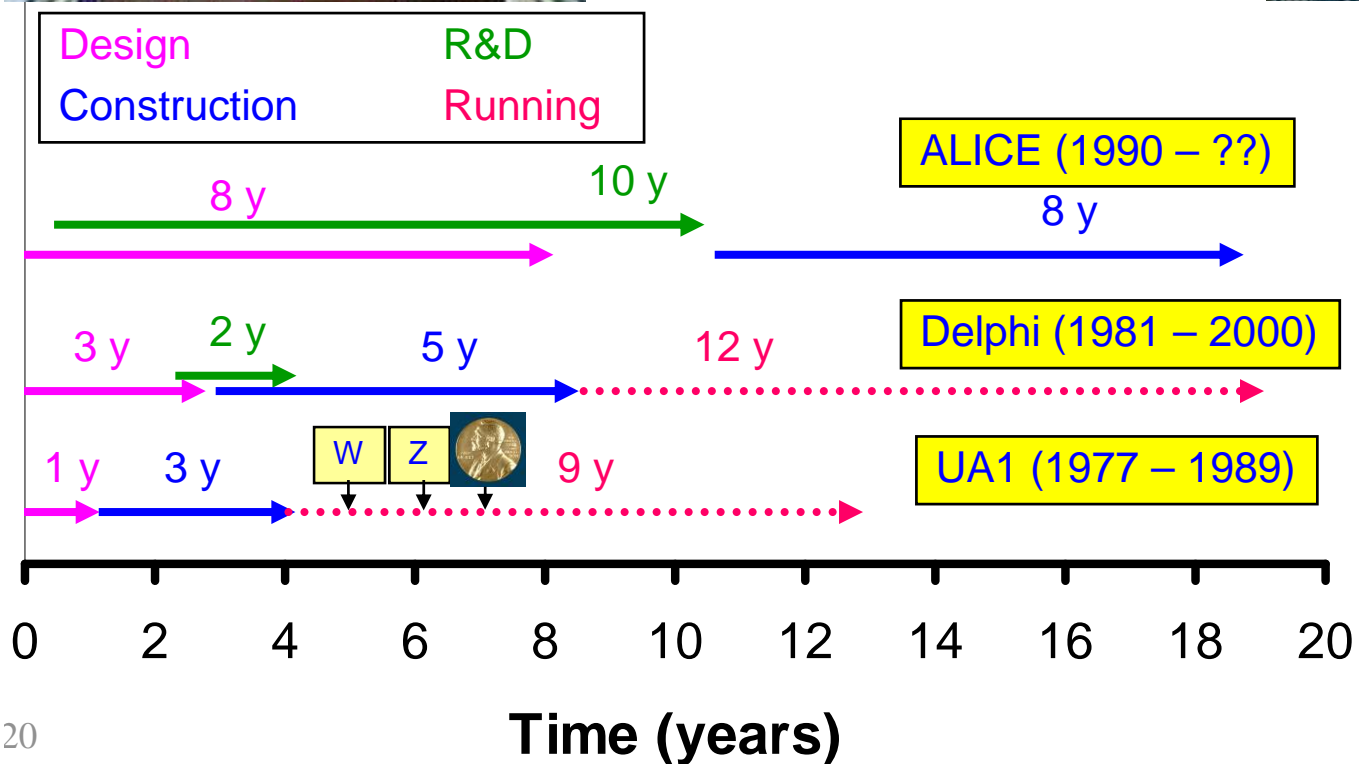 Design R&D
Construction Running
ALICE (1990 – ??)
8 y 10 y 8 y
Delphi (1981 – 2000)
3 y 2 y 5 y 12 y
W Z
UA1 (1977 – 1989)
1 y 3 y 9 y
0 2 4 6 8 10 12 14 16 18 20
Time (years)
20